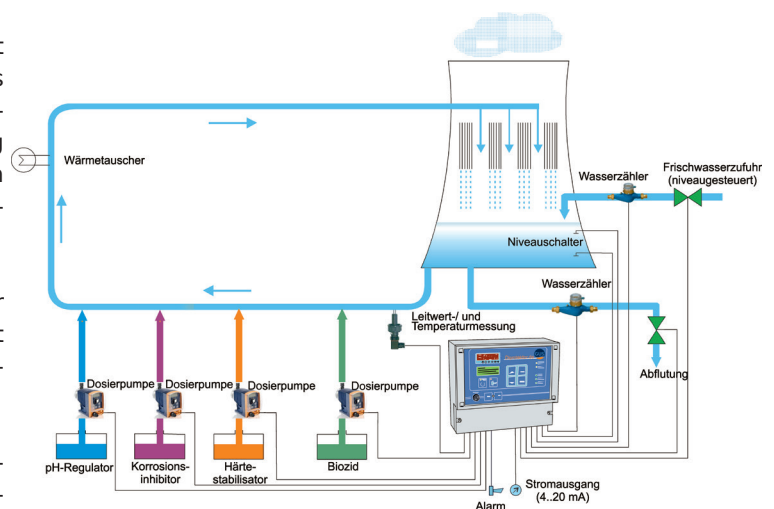 Wärmetauscher
Wasserzähler
Frischwasserzufuhr
(niveaugesteuert)
Niveauschalter
Wasserzähler
Leitwert-/ und
Temperaturmessung
Abflutung
Dosierpumpe
Dosierpumpe
Dosierpumpe
Dosierpumpe
pH-Regulator
Korrosions-
inhibitor
Härte-
stabilisator
Biozid
Stromausgang
(4..20 mA)
Alarm